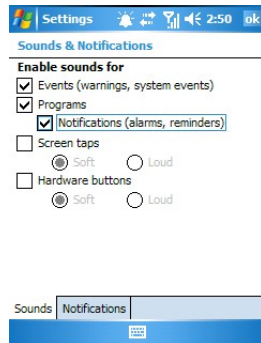 Settings 2:50 ok
Sounds & Notifications
Enable sounds for
Events (warnings, system events)
Programs
Notifications (alarms, reminders)
Screen taps
Soft Loud
Hardware buttons
Soft Loud
Sounds Notifications